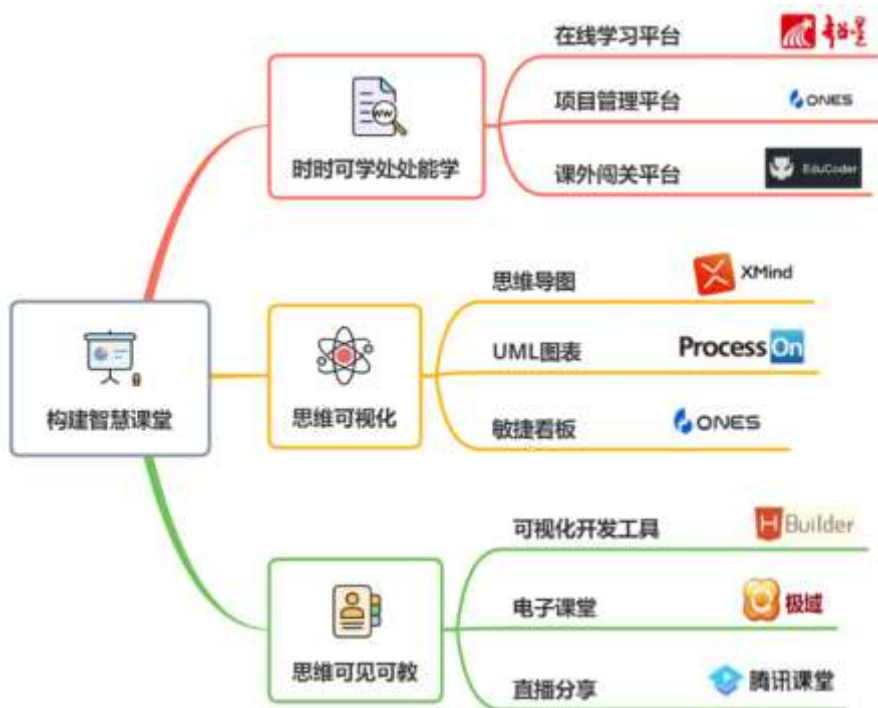 在线学习平台
项目管理平台
ONES
课外闯关平台
EduCoder
时时可学处处能学
思维导图
XMind
UML图表
ProcessOn
敏捷看板
ONES
思维可视化
构建智慧课堂
可视化开发工具
HBuilder
电子课堂
极域
直播分享
腾讯课堂
思维可见可教